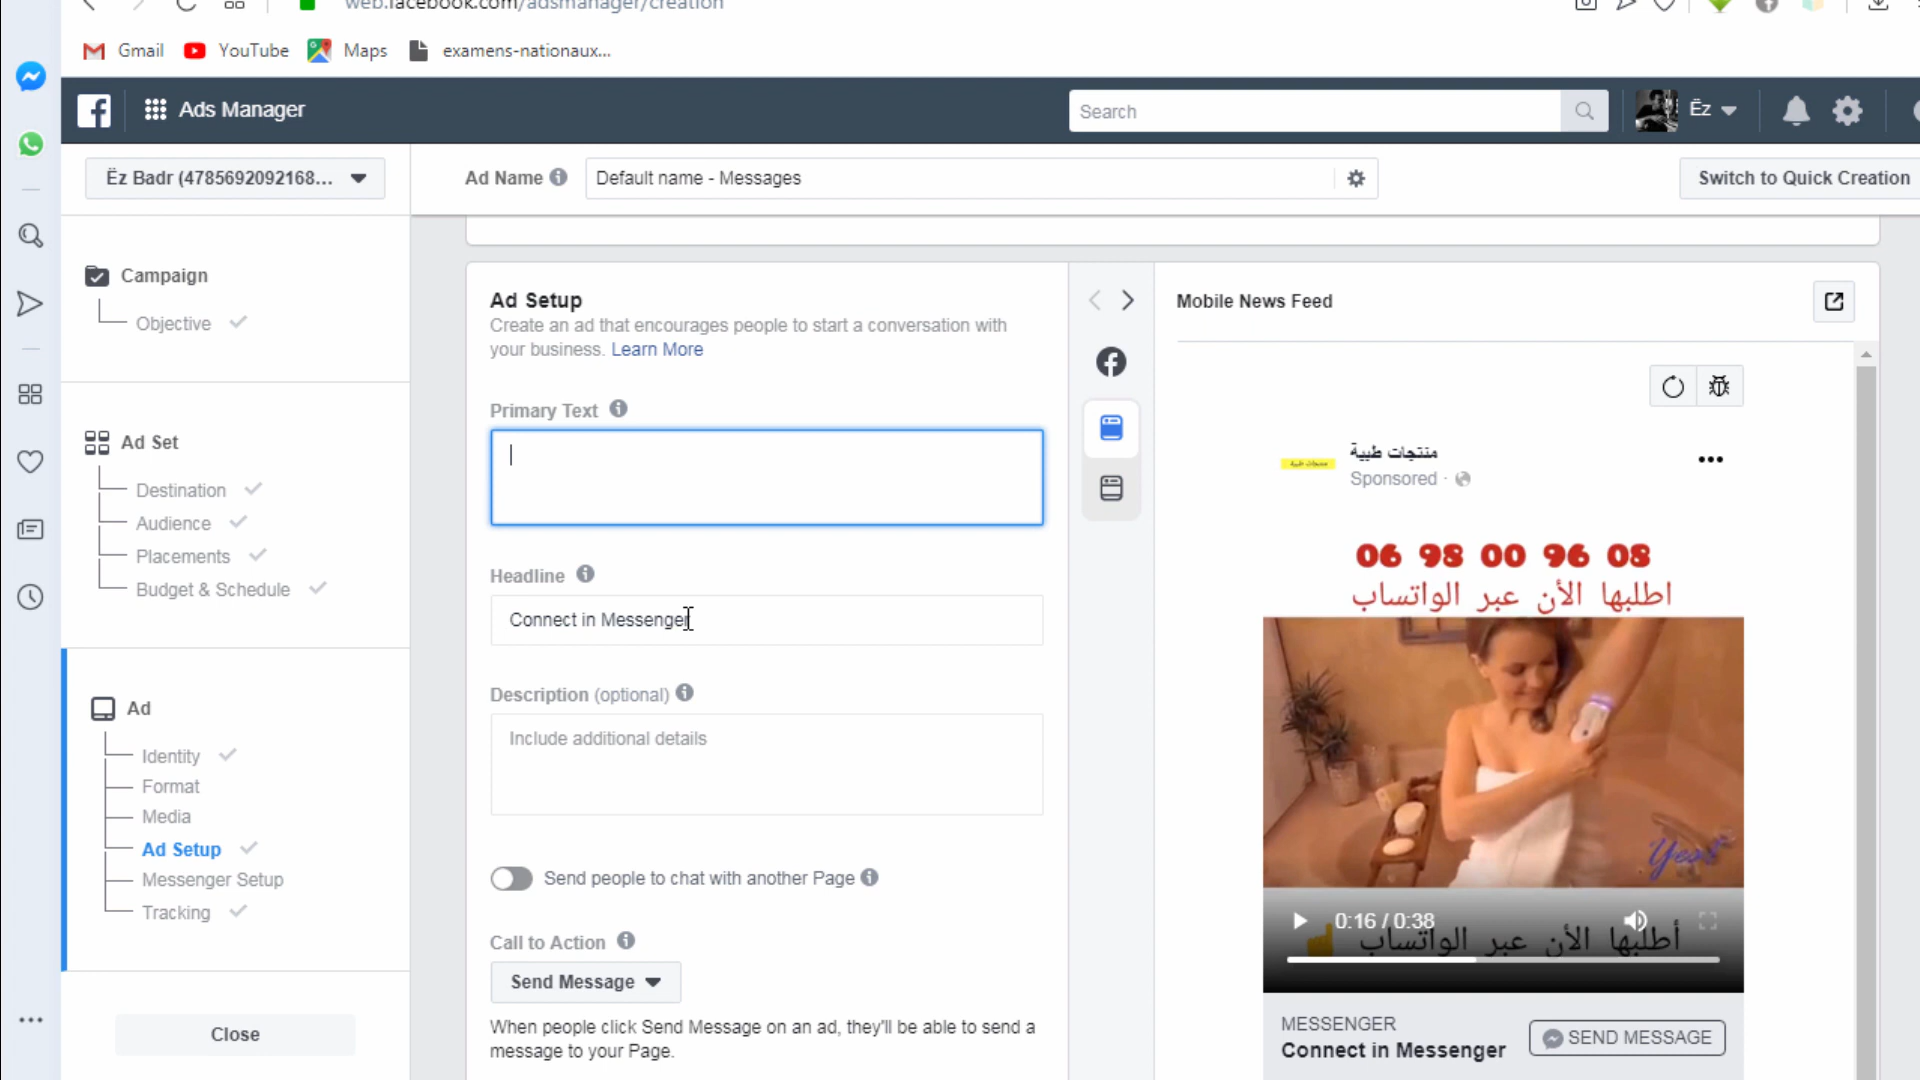 web.facebook.com/adsmanager/creation
Gmail
YouTube
Maps
examens-nationaux...
Ads Manager
Search
Ëz
Ëz Badr (4785692092168...
Ad Name
Default name - Messages
Switch to Quick Creation
Campaign
Objective
Ad Set
Destination
Audience
Placements
Budget & Schedule
Ad
Identity
Format
Media
Ad Setup
Messenger Setup
Tracking
Close
Ad Setup
Create an ad that encourages people to start a conversation with
your business. Learn More
Primary Text
Headline
Connect in Messenger
Description (optional)
Include additional details
Send people to chat with another Page
Call to Action
Send Message
When people click Send Message on an ad, they'll be able to send a
message to your Page.
Mobile News Feed
منتجات طبية
منتجات طبية
Sponsored ·
06 98 00 96 08
اطلبها الأن عبر الواتساب
0:16 / 0:38
أطلبها الأن عبر الواتساب
MESSENGER
Connect in Messenger
SEND MESSAGE